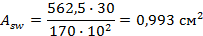 A_sw = (562,5 · 30) / (170 · 10²) = 0,993 см²